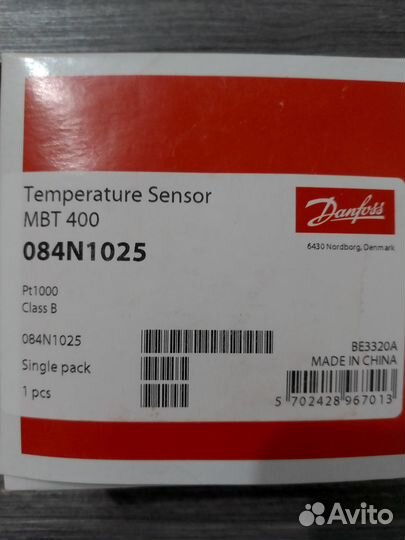 Temperature Sensor
MBT 400
084N1025
Danfoss
6430 Nordborg, Denmark
Pt1000
Class B
084N1025
Single pack
1 pcs
BE3320A
MADE IN CHINA
5 702428 967013
Avito